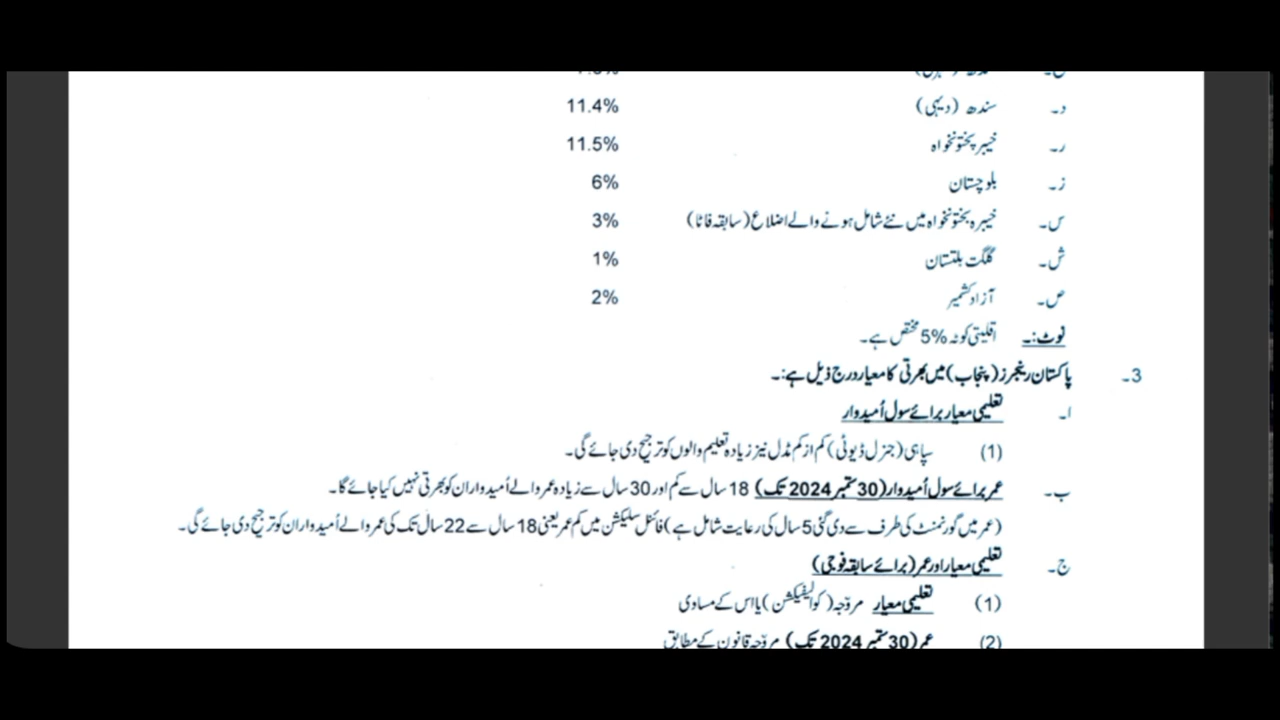 د۔ سندھ (دیہی) 11.4%
ر۔ خیبر پختونخواہ 11.5%
ز۔ بلوچستان 6%
س۔ خیبرہ پختونخواہ میں نئے شامل ہونے والے اضلاع (سابقہ فاٹا) 3%
ش۔ گلگت بلتستان 1%
ص۔ آزاد کشمیر 2%
نوٹ:۔ اقلیتی کوٹہ 5% مختص ہے۔
3۔ پاکستان رینجرز (پنجاب) میں بھرتی کا معیار درج ذیل ہے:۔
ا۔ تعلیمی معیار برائے سول اُمیدوار
(1) سپاہی (جنرل ڈیوٹی) کم از کم مڈل نیز زیادہ تعلیم والوں کو ترجیح دی جائے گی۔
ب۔ عمر برائے سول اُمیدوار (30 ستمبر 2024 تک) 18 سال سے کم اور 30 سال سے زیادہ عمر والے اُمیدواران کو بھرتی نہیں کیا جائے گا۔
(عمر میں گورنمنٹ کی طرف سے دی گئی 5 سال کی رعایت شامل ہے) فائنل سلیکشن میں کم عمر یعنی 18 سال سے 22 سال تک کی عمر والے اُمیدواران کو ترجیح دی جائے گی۔
ج۔ تعلیمی معیار اور عمر (برائے سابقہ فوجی)
(1) تعلیمی معیار مروّجہ (کوالیفیکشن) یا اس کے مساوی
(2) عمر (30 ستمبر 2024 تک) مروّجہ قانون کے مطابق